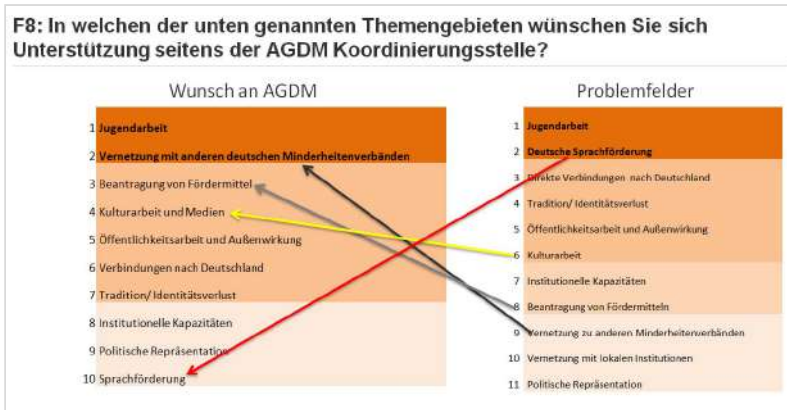 F8: In welchen der unten genannten Themengebieten wünschen Sie sich
Unterstützung seitens der AGDM Koordinierungsstelle?
Wunsch an AGDM
1 Jugendarbeit
2 Vernetzung mit anderen deutschen Minderheitenverbänden
3 Beantragung von Fördermittel
4 Kulturarbeit und Medien
5 Öffentlichkeitsarbeit und Außenwirkung
6 Verbindungen nach Deutschland
7 Tradition/ Identitätsverlust
8 Institutionelle Kapazitäten
9 Politische Repräsentation
10 Sprachförderung
Problemfelder
1 Jugendarbeit
2 Deutsche Sprachförderung
3 Direkte Verbindungen nach Deutschland
4 Tradition/ Identitätsverlust
5 Öffentlichkeitsarbeit und Außenwirkung
6 Kulturarbeit
7 Institutionelle Kapazitäten
8 Beantragung von Fördermitteln
9 Vernetzung zu anderen Minderheitenverbänden
10 Vernetzung mit lokalen Institutionen
11 Politische Repräsentation